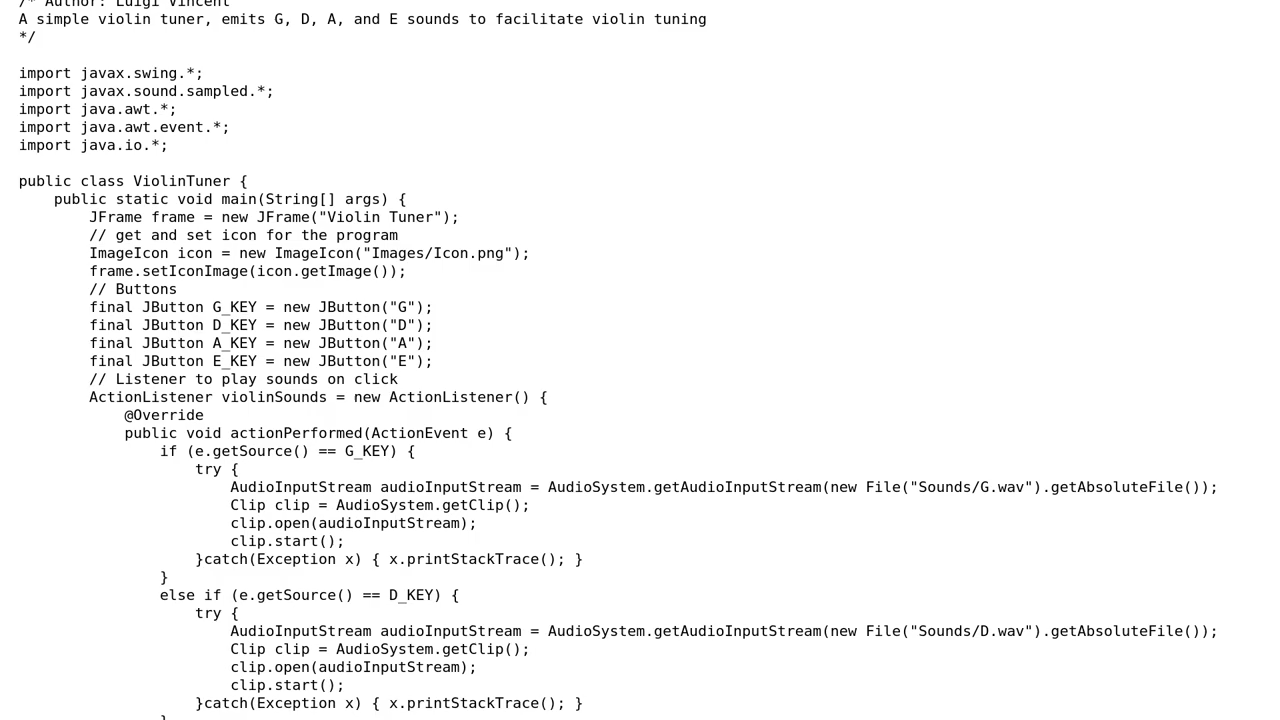 /* Author: Luigi Vincent
A simple violin tuner, emits G, D, A, and E sounds to facilitate violin tuning
*/

import javax.swing.*;
import javax.sound.sampled.*;
import java.awt.*;
import java.awt.event.*;
import java.io.*;

public class ViolinTuner {
    public static void main(String[] args) {
        JFrame frame = new JFrame("Violin Tuner");
        // get and set icon for the program
        ImageIcon icon = new ImageIcon("Images/Icon.png");
        frame.setIconImage(icon.getImage());
        // Buttons
        final JButton G_KEY = new JButton("G");
        final JButton D_KEY = new JButton("D");
        final JButton A_KEY = new JButton("A");
        final JButton E_KEY = new JButton("E");
        // Listener to play sounds on click
        ActionListener violinSounds = new ActionListener() {
            @Override
            public void actionPerformed(ActionEvent e) {
                if (e.getSource() == G_KEY) {
                    try {
                        AudioInputStream audioInputStream = AudioSystem.getAudioInputStream(new File("Sounds/G.wav").getAbsoluteFile());
                        Clip clip = AudioSystem.getClip();
                        clip.open(audioInputStream);
                        clip.start();
                    }catch(Exception x) { x.printStackTrace(); }
                }
                else if (e.getSource() == D_KEY) {
                    try {
                        AudioInputStream audioInputStream = AudioSystem.getAudioInputStream(new File("Sounds/D.wav").getAbsoluteFile());
                        Clip clip = AudioSystem.getClip();
                        clip.open(audioInputStream);
                        clip.start();
                    }catch(Exception x) { x.printStackTrace(); }
                }